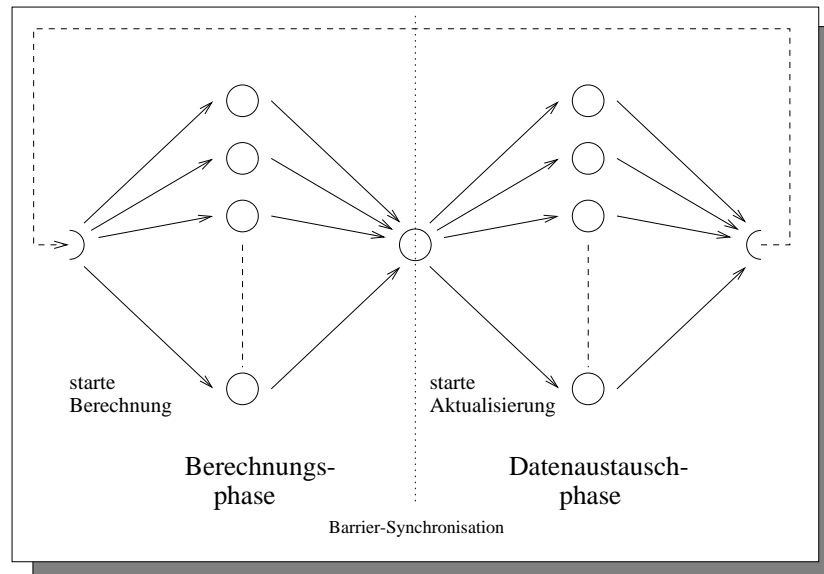 starte
Berechnung
starte
Aktualisierung
Berechnungs-
phase
Datenaustausch-
phase
Barrier-Synchronisation